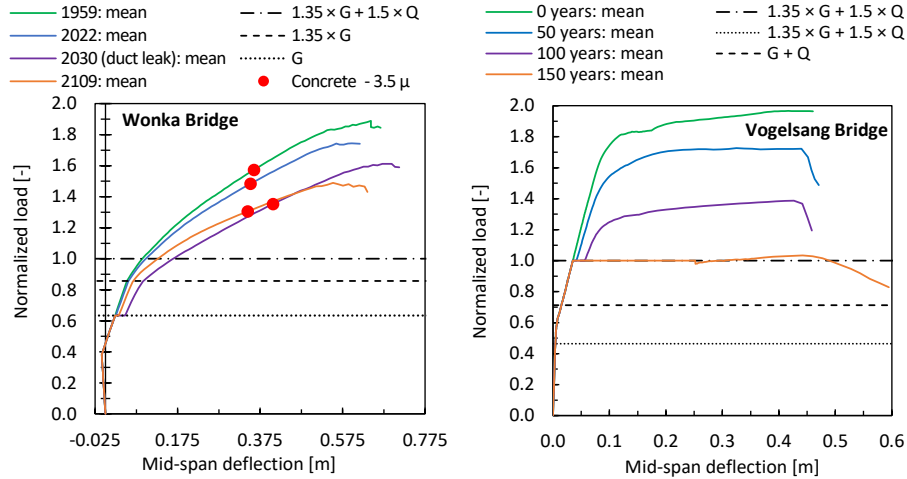 1959: mean
2022: mean
2030 (duct leak): mean
2109: mean
1.35 × G + 1.5 × Q
1.35 × G
G
Concrete - 3.5 µ
Wonka Bridge
Normalized load [-]
2.0
1.8
1.6
1.4
1.2
1.0
0.8
0.6
0.4
0.2
0.0
-0.025 0.175 0.375 0.575 0.775
Mid-span deflection [m]
0 years: mean
50 years: mean
100 years: mean
150 years: mean
1.35 × G + 1.5 × Q
1.35 × G + 1.5 × Q
G + Q
Vogelsang Bridge
Normalized load [-]
2.0
1.8
1.6
1.4
1.2
1.0
0.8
0.6
0.4
0.2
0.0
0.0 0.1 0.2 0.3 0.4 0.5 0.6
Mid-span deflection [m]